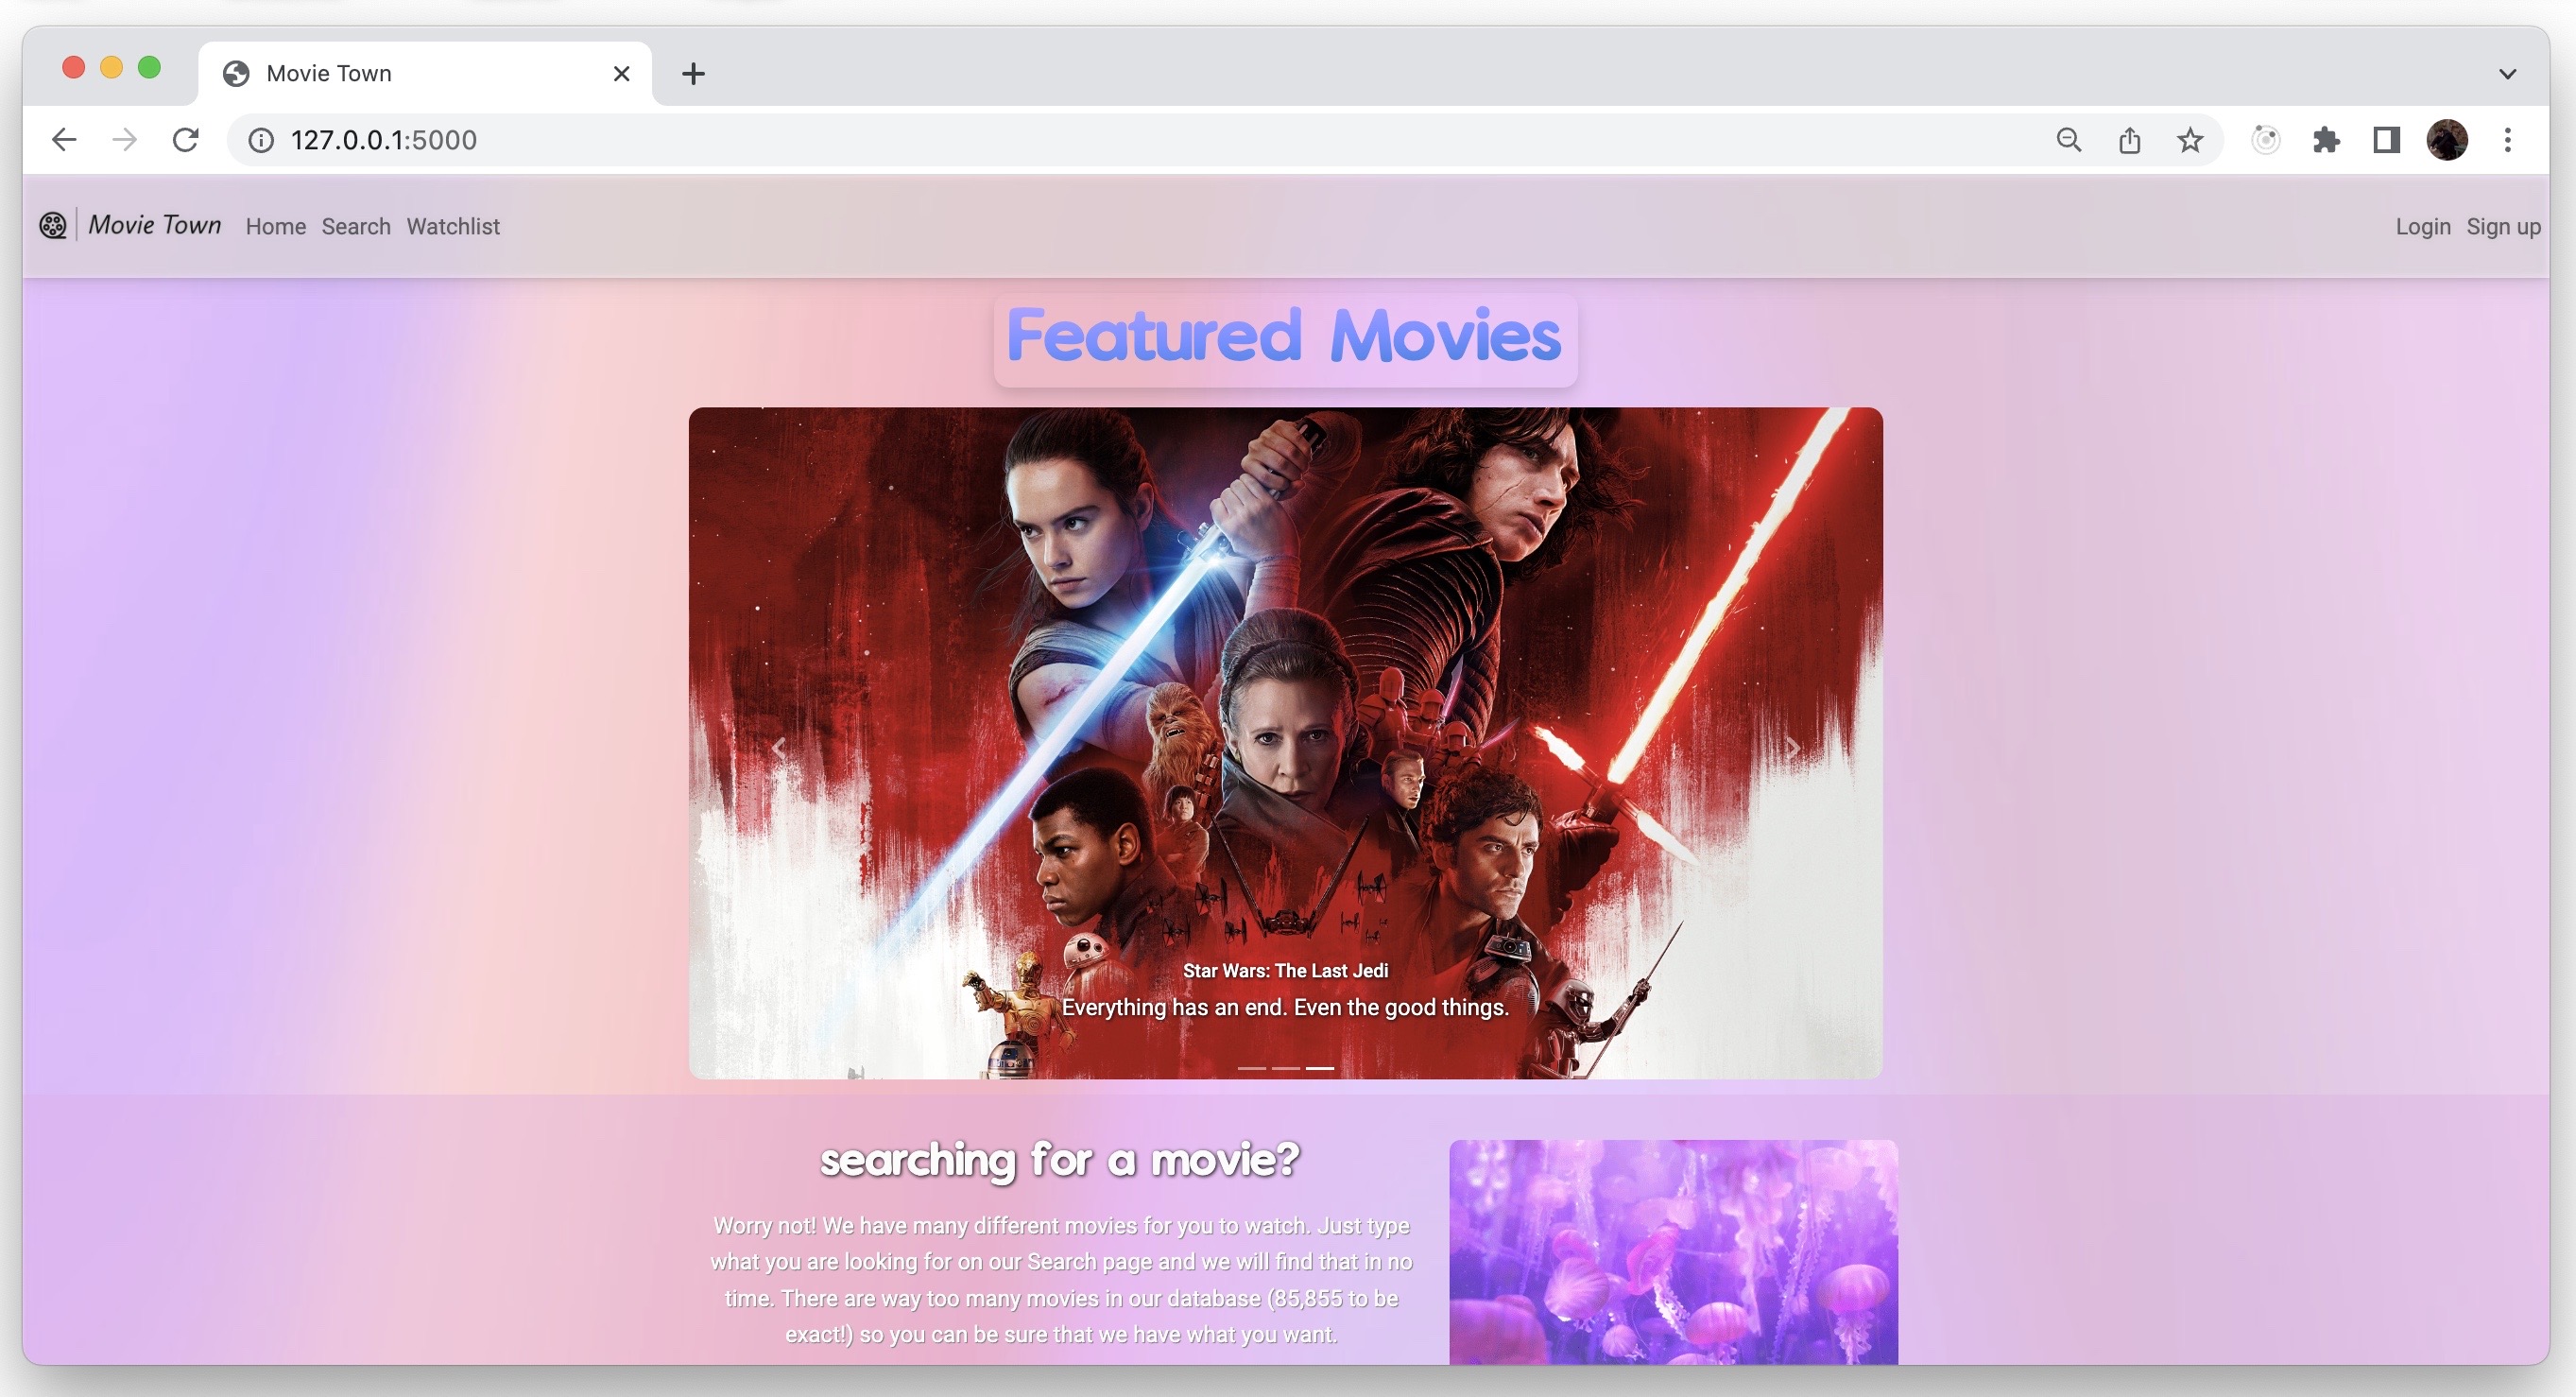 Movie Town
127.0.0.1:5000
Movie Town Home Search Watchlist Login Sign up
Featured Movies
Star Wars: The Last Jedi
Everything has an end. Even the good things.
searching for a movie?
Worry not! We have many different movies for you to watch. Just type
what you are looking for on our Search page and we will find that in no
time. There are way too many movies in our database (85,855 to be
exact!) so you can be sure that we have what you want.